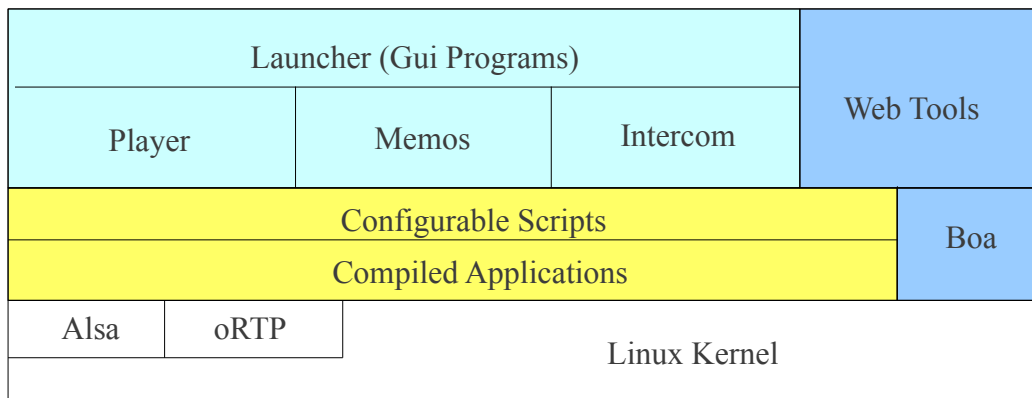 Launcher (Gui Programs)
Web Tools
Player
Memos
Intercom
Configurable Scripts
Boa
Compiled Applications
Alsa
oRTP
Linux Kernel